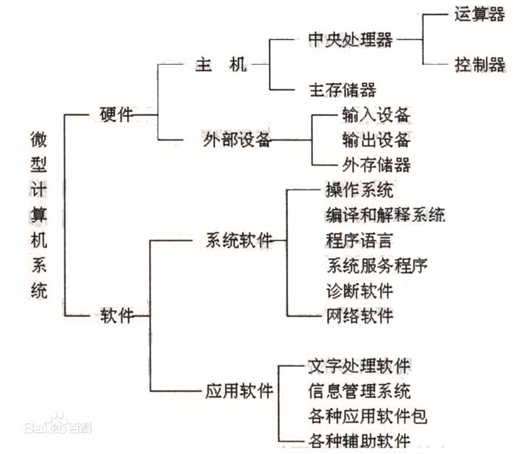 微型计算机系统
硬件
主 机
中央处理器
运算器
控制器
主存储器
外部设备
输入设备
输出设备
外存储器
软件
系统软件
操作系统
编译和解释系统
程序语言
系统服务程序
诊断软件
网络软件
应用软件
文字处理软件
信息管理系统
各种应用软件包
各种辅助软件
Bai百科